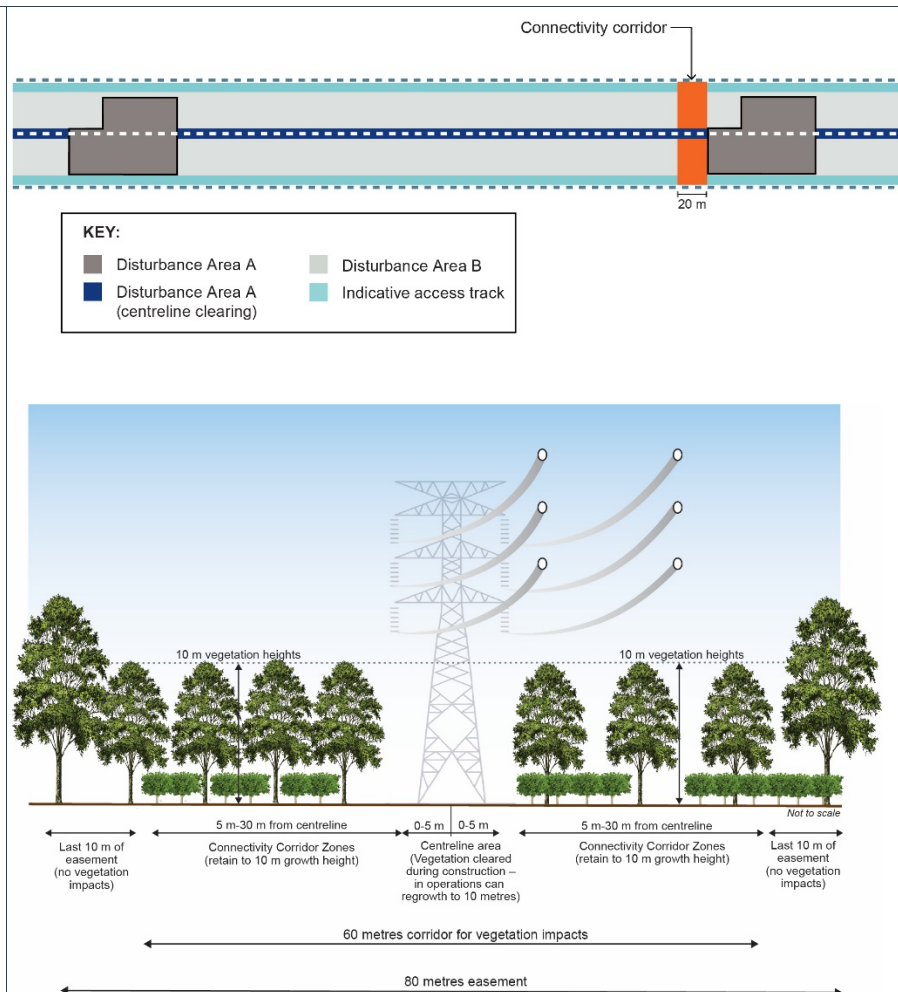 Connectivity corridor
20 m
KEY:
Disturbance Area A
Disturbance Area B
Disturbance Area A
(centreline clearing)
Indicative access track
10 m vegetation heights
10 m vegetation heights
Not to scale
Last 10 m of
easement
(no vegetation
impacts)
5 m-30 m from centreline
Connectivity Corridor Zones
(retain to 10 m growth height)
0-5 m
0-5 m
Centreline area
(Vegetation cleared
during construction –
in operations can
regrowth to 10 metres)
5 m-30 m from centreline
Connectivity Corridor Zones
(retain to 10 m growth height)
Last 10 m of
easement
(no vegetation
impacts)
60 metres corridor for vegetation impacts
80 metres easement